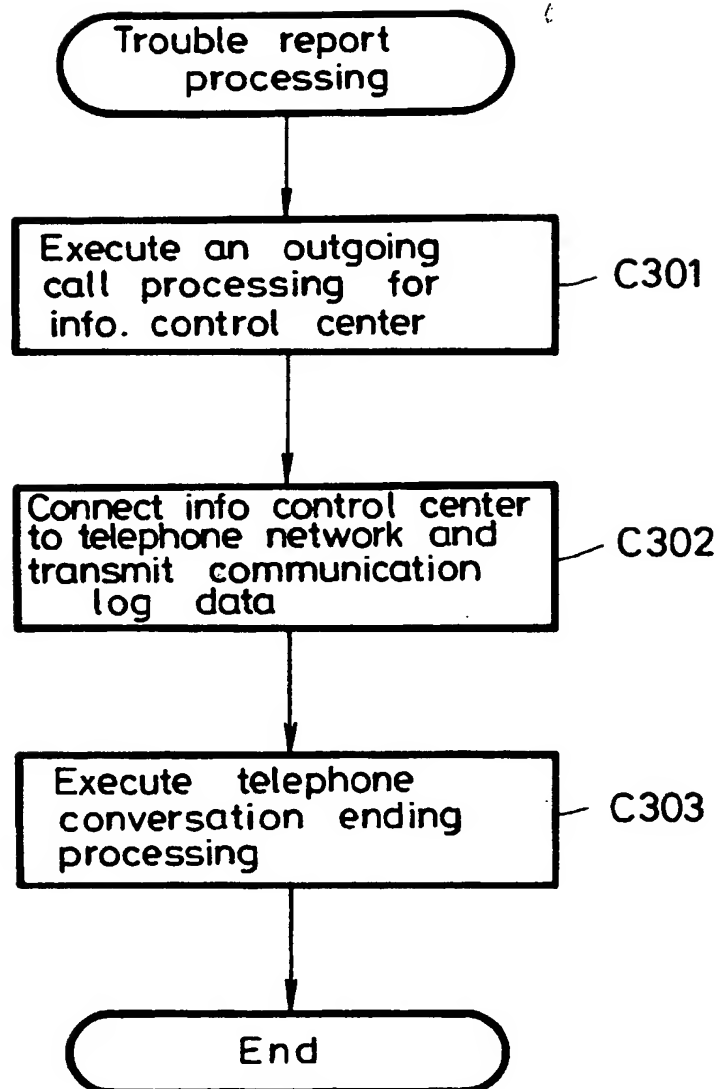 Trouble report
processing
Execute an outgoing
call processing for
info. control center
C301
Connect info control center
to telephone network and
transmit communication
log data
C302
Execute telephone
conversation ending
processing
C303
End